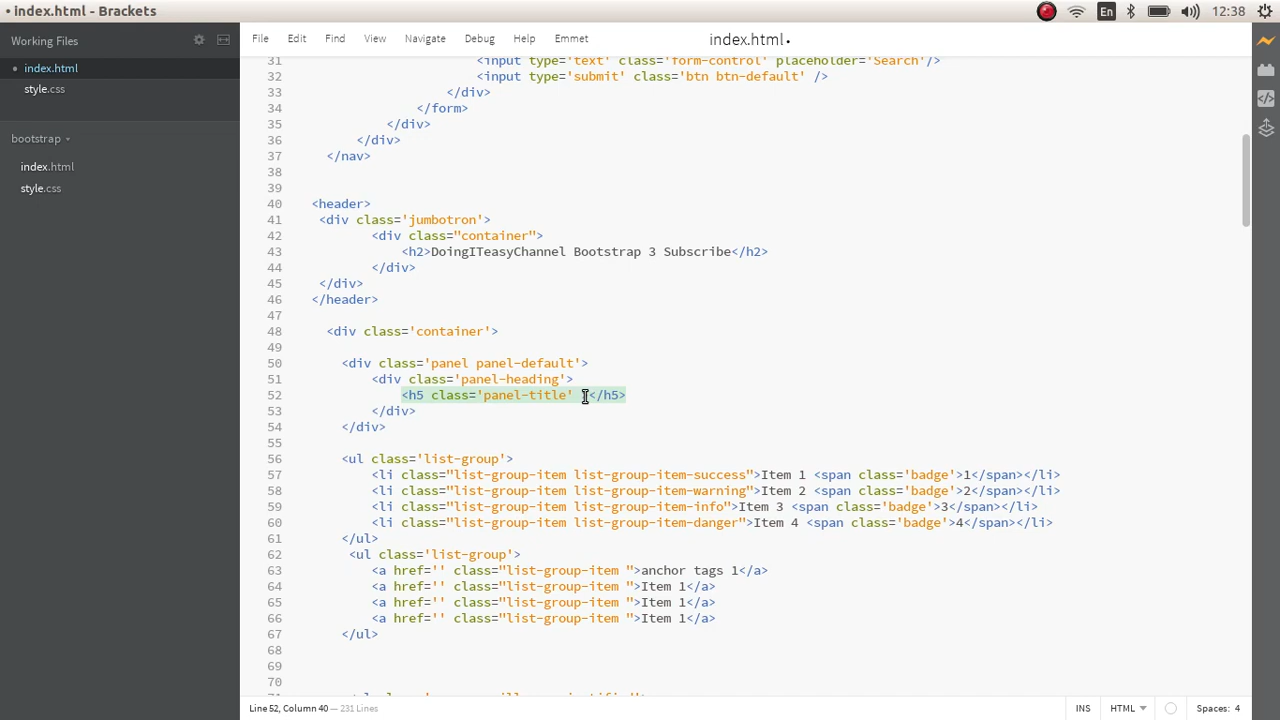 • index.html - Brackets
En
12:38
Working Files
File Edit Find View Navigate Debug Help Emmet
index.html •
• index.html
style.css
bootstrap
index.html
style.css
31 <input type='text' class='form-control' placeholder='Search'/>
32 <input type='submit' class='btn btn-default' />
33 </div>
34 </form>
35 </div>
36 </div>
37 </nav>
38
39
40 <header>
41 <div class='jumbotron'>
42 <div class="container">
43 <h2>DoingITeasyChannel Bootstrap 3 Subscribe</h2>
44 </div>
45 </div>
46 </header>
47
48 <div class='container'>
49
50 <div class='panel panel-default'>
51 <div class='panel-heading'>
52 <h5 class='panel-title' ></h5>
53 </div>
54 </div>
55
56 <ul class='list-group'>
57 <li class="list-group-item list-group-item-success">Item 1 <span class='badge'>1</span></li>
58 <li class="list-group-item list-group-item-warning">Item 2 <span class='badge'>2</span></li>
59 <li class="list-group-item list-group-item-info">Item 3 <span class='badge'>3</span></li>
60 <li class="list-group-item list-group-item-danger">Item 4 <span class='badge'>4</span></li>
61 </ul>
62 <ul class='list-group'>
63 <a href='' class="list-group-item ">anchor tags 1</a>
64 <a href='' class="list-group-item ">Item 1</a>
65 <a href='' class="list-group-item ">Item 1</a>
66 <a href='' class="list-group-item ">Item 1</a>
67 </ul>
68
69
70
Line 52, Column 40 — 231 Lines
INS HTML Spaces: 4